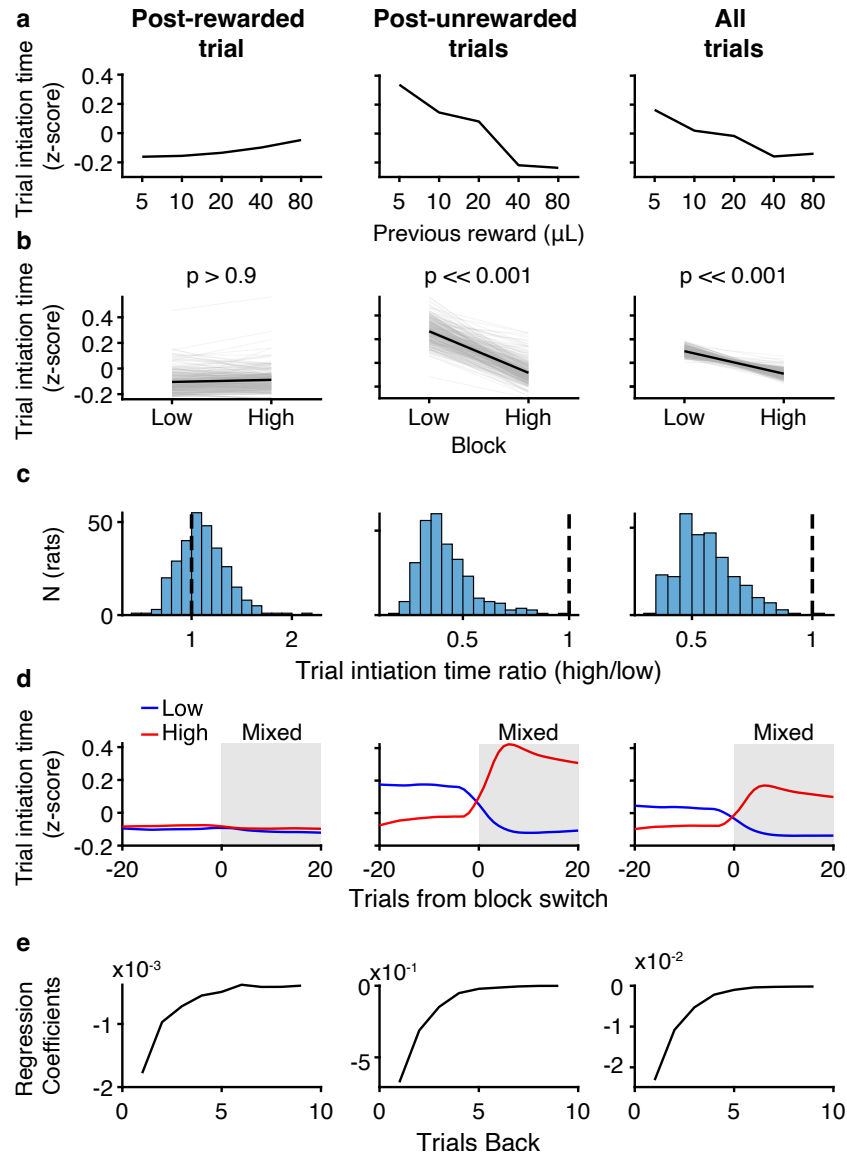 a
Post-rewarded
trial
Post-unrewarded
trials
All
trials
Trial intiation time
(z-score)
0.4
0.2
0
-0.2
5 10 20 40 80
5 10 20 40 80
5 10 20 40 80
Previous reward (µL)
b
Trial intiation time
(z-score)
p > 0.9
p << 0.001
p << 0.001
0.4
0.2
0
-0.2
Low High
Low High
Low High
Block
c
N (rats)
50
0
1 2
0.5 1
0.5 1
Trial intiation time ratio (high/low)
d
Trial intiation time
(z-score)
Low
High
Mixed
Mixed
Mixed
0.4
0.2
0
-0.2
-20 0 20
-20 0 20
-20 0 20
Trials from block switch
e
Regression
Coefficients
x10-3
-1
-2
0 5 10
x10-1
0
-5
0 5 10
x10-2
0
-1
-2
0 5 10
Trials Back